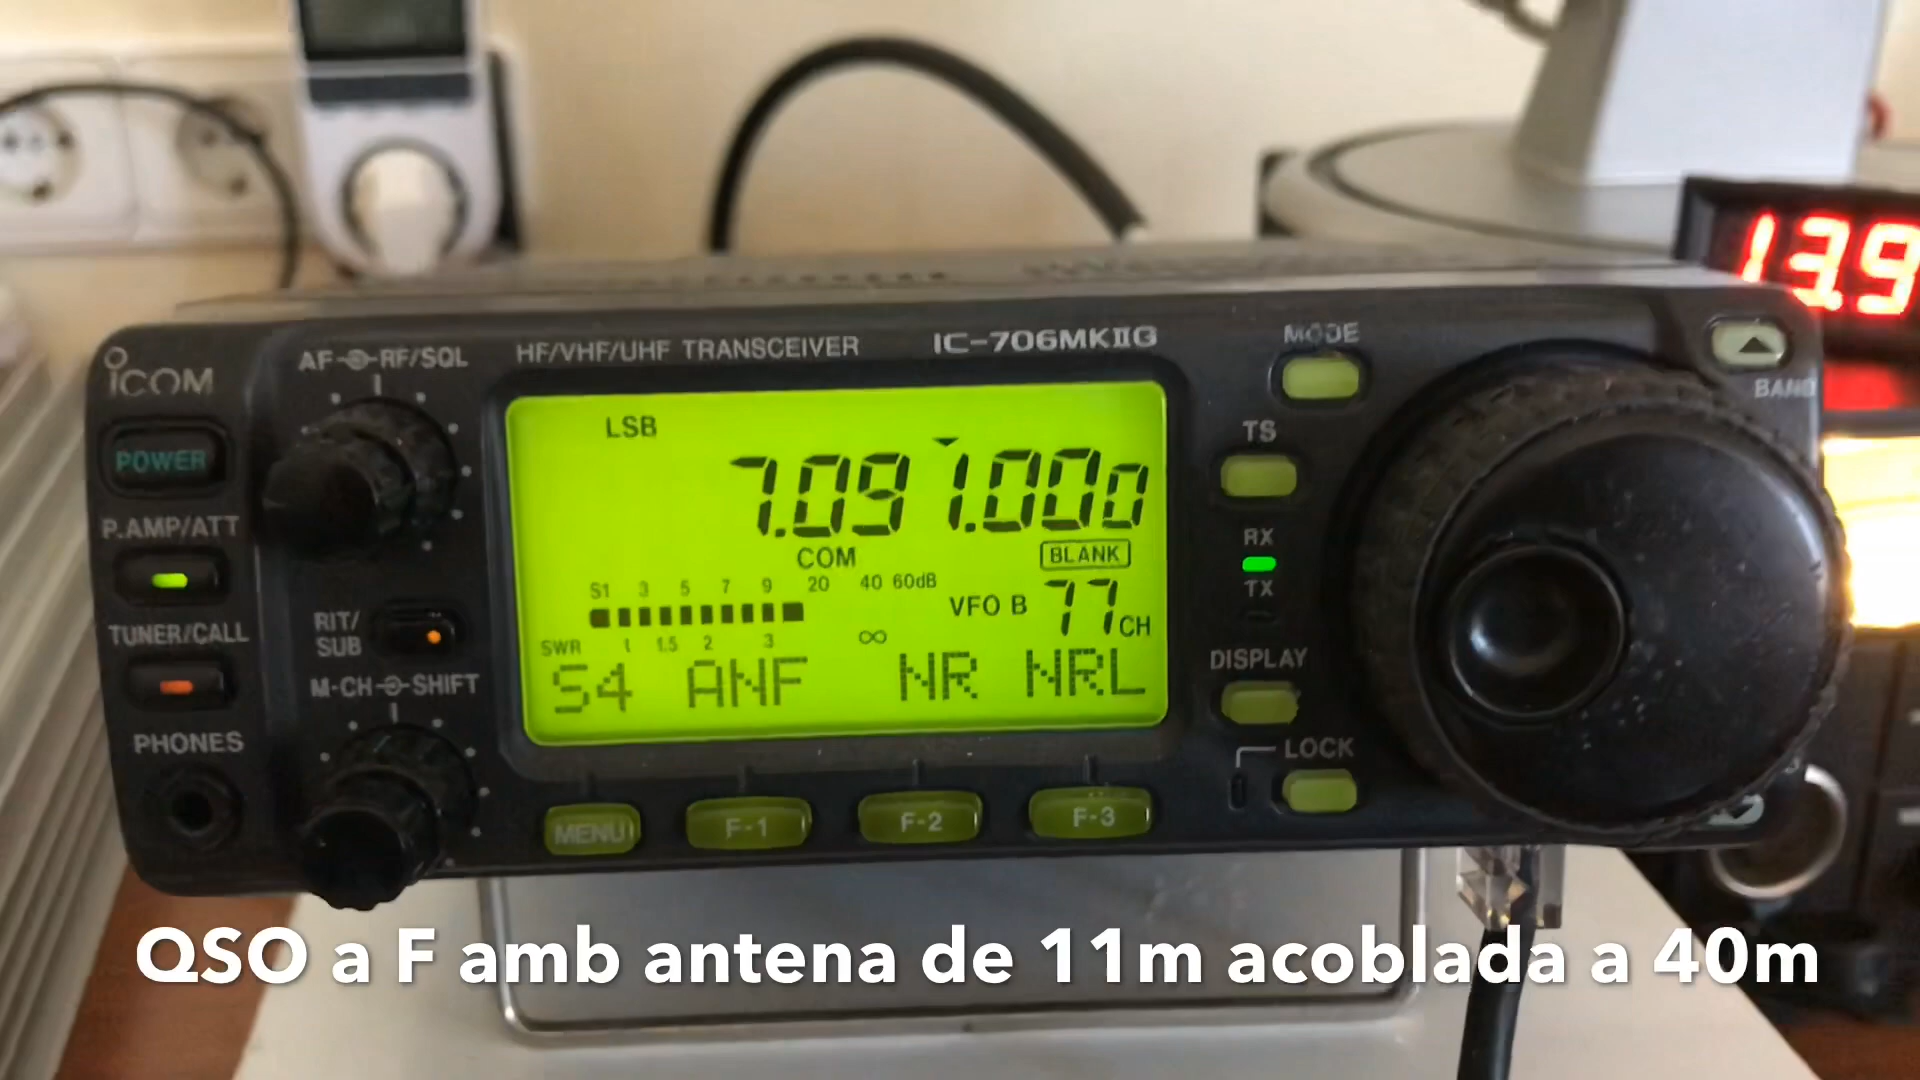 13.9
HF/VHF/UHF TRANSCEIVER IC-706MKIIG
ICOM
AF RF/SQL
MODE
BAND
LSB
7.091.000
POWER
TS
COM BLANK
P.AMP/ATT
S1 3 5 7 9 20 40 60dB
VFO B 77CH
RX
TX
RIT/
SUB
TUNER/CALL
SWR 1 1.5 2 3 ∞
S4 ANF NR NRL
DISPLAY
M-CH SHIFT
PHONES
LOCK
MENU F-1 F-2 F-3
QSO a F amb antena de 11m acoblada a 40m